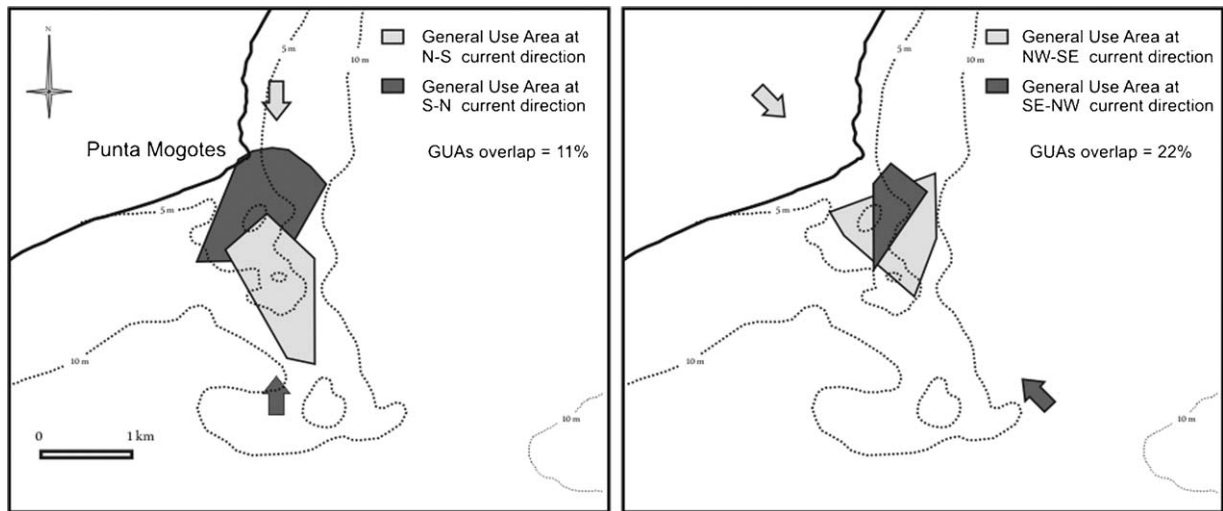 N
5 m
10 m
General Use Area at
N-S current direction
General Use Area at
S-N current direction
GUAs overlap = 11%
Punta Mogotes
5 m
10 m
0 1 km
10 m
5 m
10 m
General Use Area at
NW-SE current direction
General Use Area at
SE-NW current direction
GUAs overlap = 22%
5 m
10 m
10 m